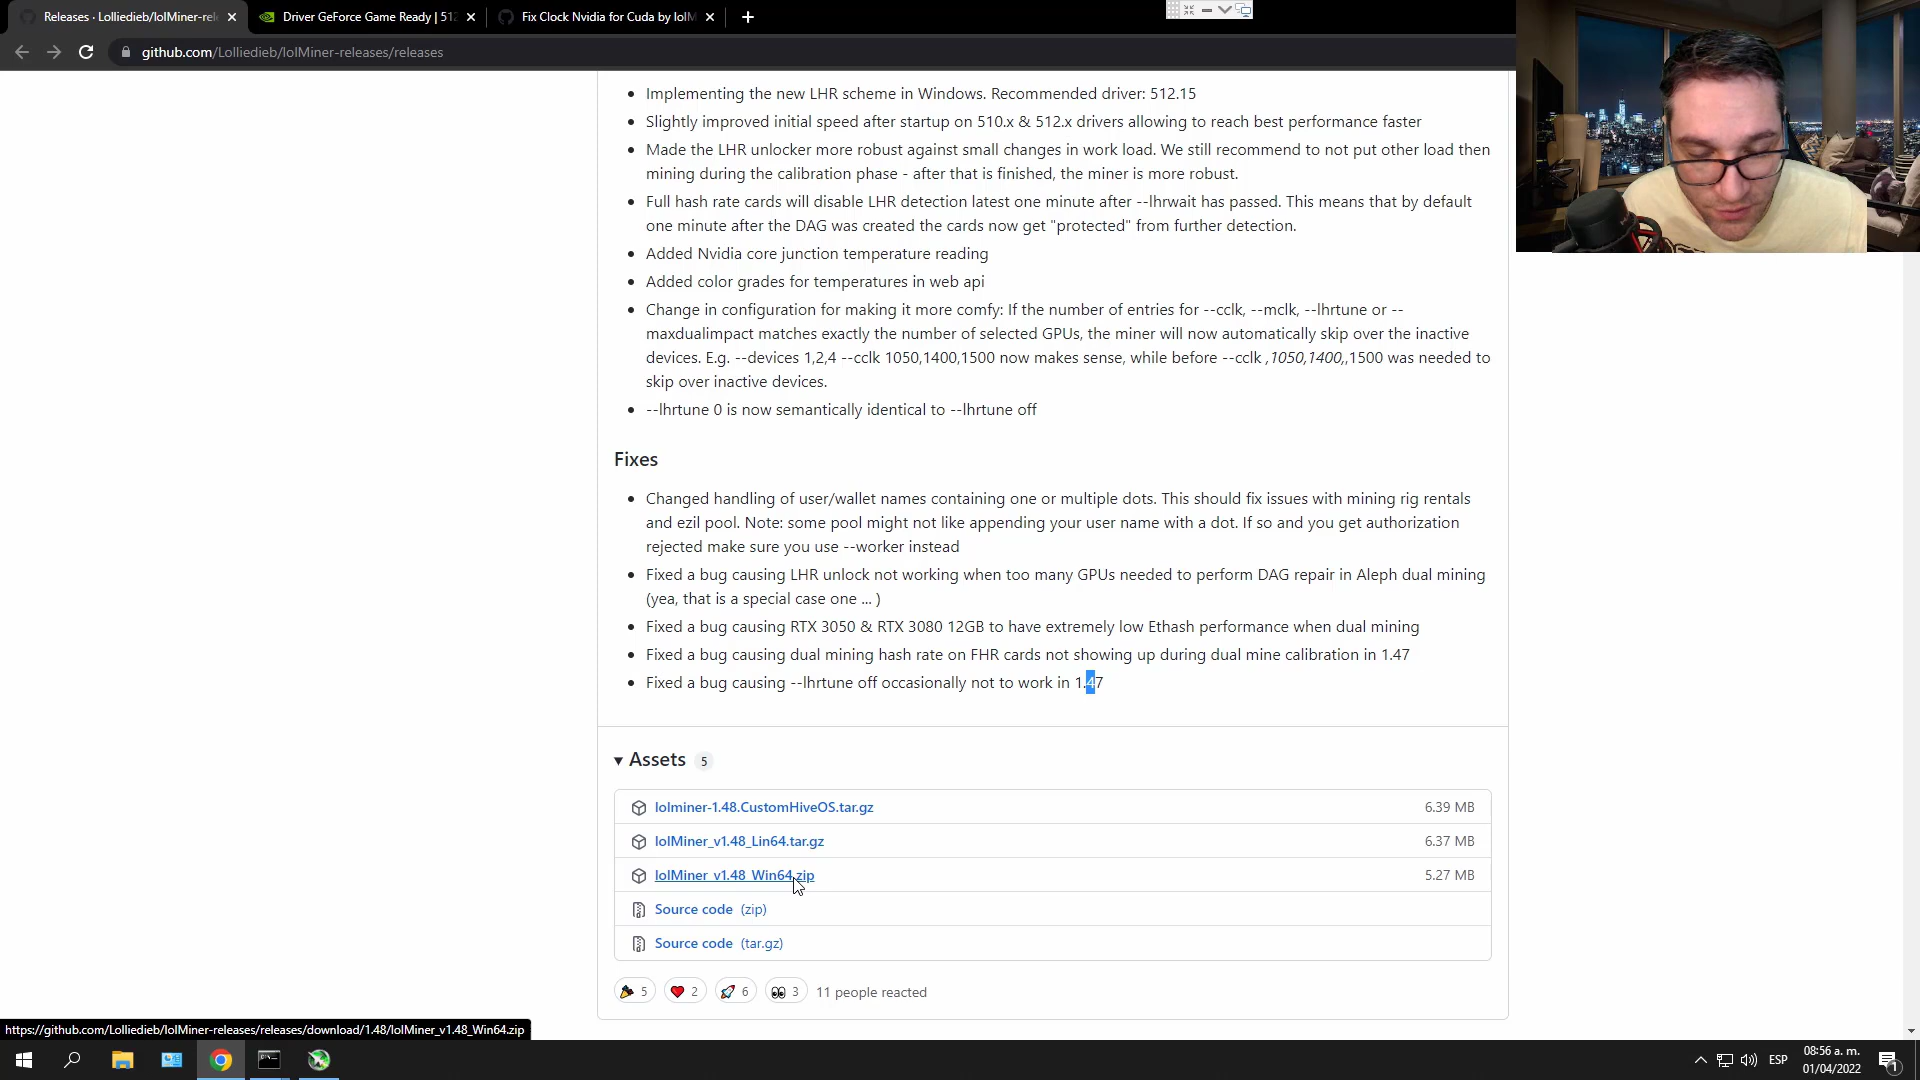 Releases · Lolliedieb/lolMiner-rel
Driver GeForce Game Ready | 512
Fix Clock Nvidia for Cuda by lolM
github.com/Lolliedieb/lolMiner-releases/releases
Implementing the new LHR scheme in Windows. Recommended driver: 512.15
Slightly improved initial speed after startup on 510.x & 512.x drivers allowing to reach best performance faster
Made the LHR unlocker more robust against small changes in work load. We still recommend to not put other load then
mining during the calibration phase - after that is finished, the miner is more robust.
Full hash rate cards will disable LHR detection latest one minute after --lhrwait has passed. This means that by default
one minute after the DAG was created the cards now get "protected" from further detection.
Added Nvidia core junction temperature reading
Added color grades for temperatures in web api
Change in configuration for making it more comfy: If the number of entries for --cclk, --mclk, --lhrtune or --
maxdualimpact matches exactly the number of selected GPUs, the miner will now automatically skip over the inactive
devices. E.g. --devices 1,2,4 --cclk 1050,1400,1500 now makes sense, while before --cclk ,1050,1400,,1500 was needed to
skip over inactive devices.
--lhrtune 0 is now semantically identical to --lhrtune off
Fixes
Changed handling of user/wallet names containing one or multiple dots. This should fix issues with mining rig rentals
and ezil pool. Note: some pool might not like appending your user name with a dot. If so and you get authorization
rejected make sure you use --worker instead
Fixed a bug causing LHR unlock not working when too many GPUs needed to perform DAG repair in Aleph dual mining
(yea, that is a special case one ... )
Fixed a bug causing RTX 3050 & RTX 3080 12GB to have extremely low Ethash performance when dual mining
Fixed a bug causing dual mining hash rate on FHR cards not showing up during dual mine calibration in 1.47
Fixed a bug causing --lhrtune off occasionally not to work in 1.47
Assets 5
lolminer-1.48.CustomHiveOS.tar.gz 6.39 MB
lolMiner_v1.48_Lin64.tar.gz 6.37 MB
lolMiner_v1.48_Win64.zip 5.27 MB
Source code (zip)
Source code (tar.gz)
5 2 6 3 11 people reacted
https://github.com/Lolliedieb/lolMiner-releases/releases/download/1.48/lolMiner_v1.48_Win64.zip
ESP
08:56 a. m.
01/04/2022
1